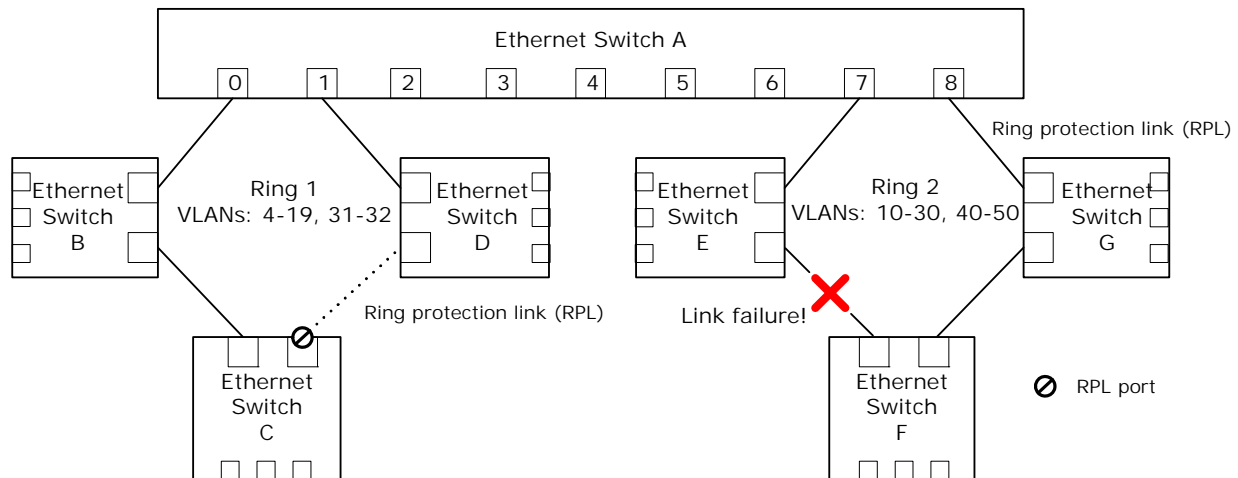 Ethernet Switch A
0 1 2 3 4 5 6 7 8
Ring protection link (RPL)
Ethernet
Switch
B
Ring 1
VLANs: 4-19, 31-32
Ethernet
Switch
D
Ethernet
Switch
E
Ring 2
VLANs: 10-30, 40-50
Ethernet
Switch
G
Ring protection link (RPL)
Link failure!
Ethernet
Switch
C
Ethernet
Switch
F
RPL port